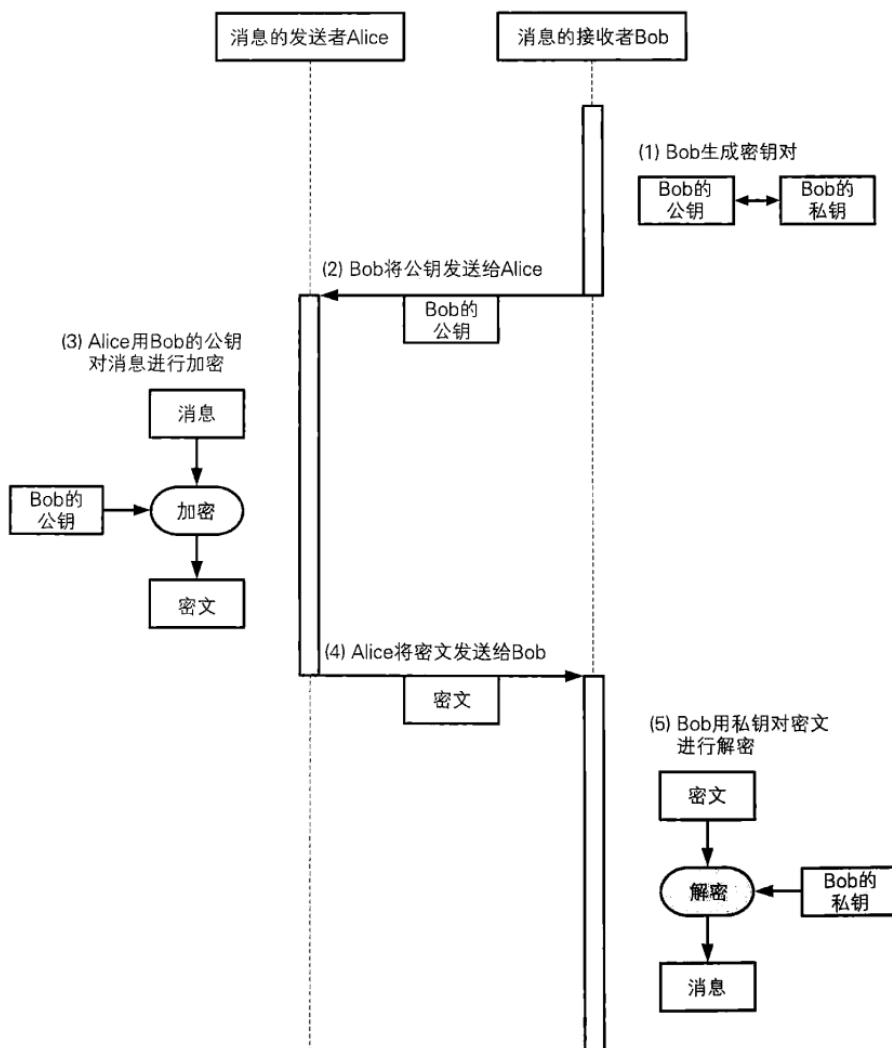 消息的发送者Alice
消息的接收者Bob
(1) Bob生成密钥对
Bob的
公钥
Bob的
私钥
(2) Bob将公钥发送给Alice
Bob的
公钥
(3) Alice用Bob的公钥
对消息进行加密
消息
Bob的
公钥
加密
密文
(4) Alice将密文发送给Bob
密文
(5) Bob用私钥对密文
进行解密
密文
解密
Bob的
私钥
消息